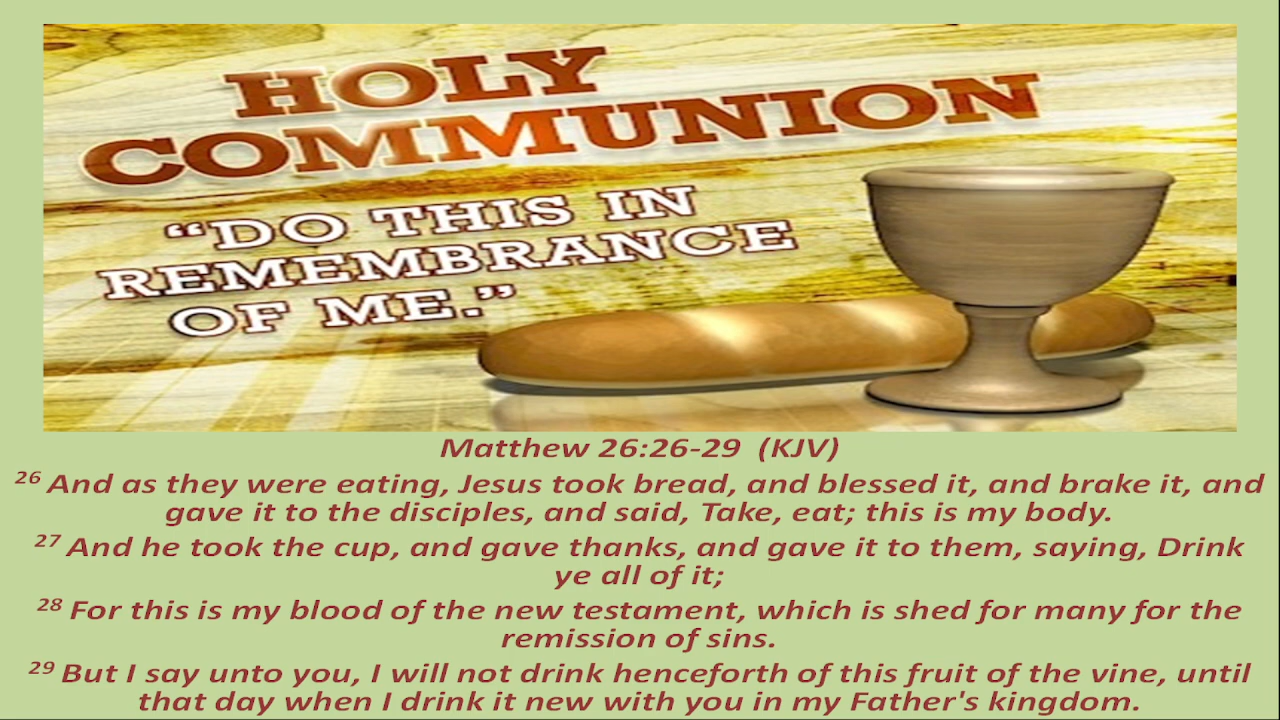 HOLY
COMMUNION
“DO THIS IN
REMEMBRANCE
OF ME.”
Matthew 26:26-29 (KJV)
26 And as they were eating, Jesus took bread, and blessed it, and brake it, and
gave it to the disciples, and said, Take, eat; this is my body.
27 And he took the cup, and gave thanks, and gave it to them, saying, Drink
ye all of it;
28 For this is my blood of the new testament, which is shed for many for the
remission of sins.
29 But I say unto you, I will not drink henceforth of this fruit of the vine, until
that day when I drink it new with you in my Father's kingdom.